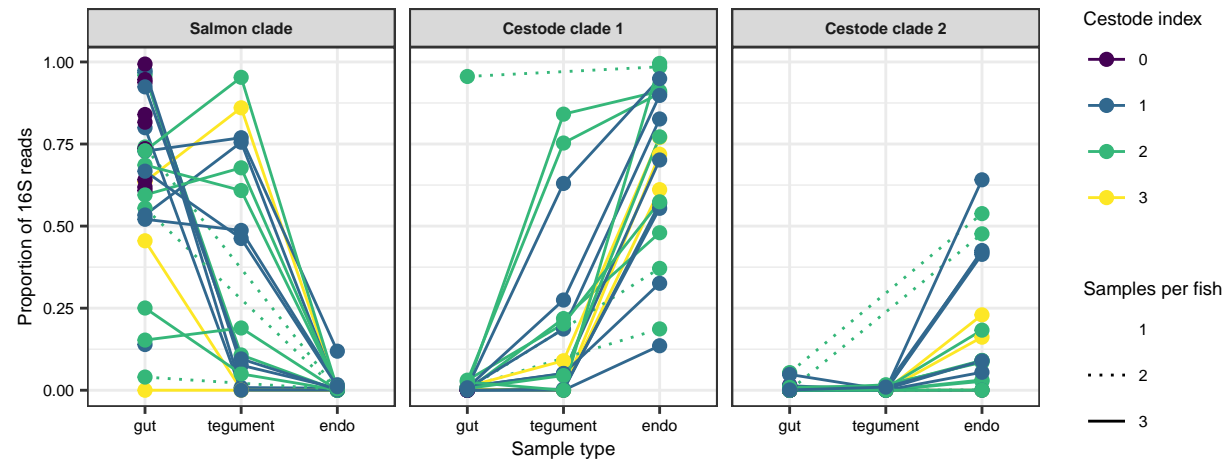 Salmon clade
Cestode clade 1
Cestode clade 2
Cestode index
0
1
2
3
Samples per fish
1
2
3
Proportion of 16S reads
1.00
0.75
0.50
0.25
0.00
gut tegument endo
gut tegument endo
gut tegument endo
Sample type